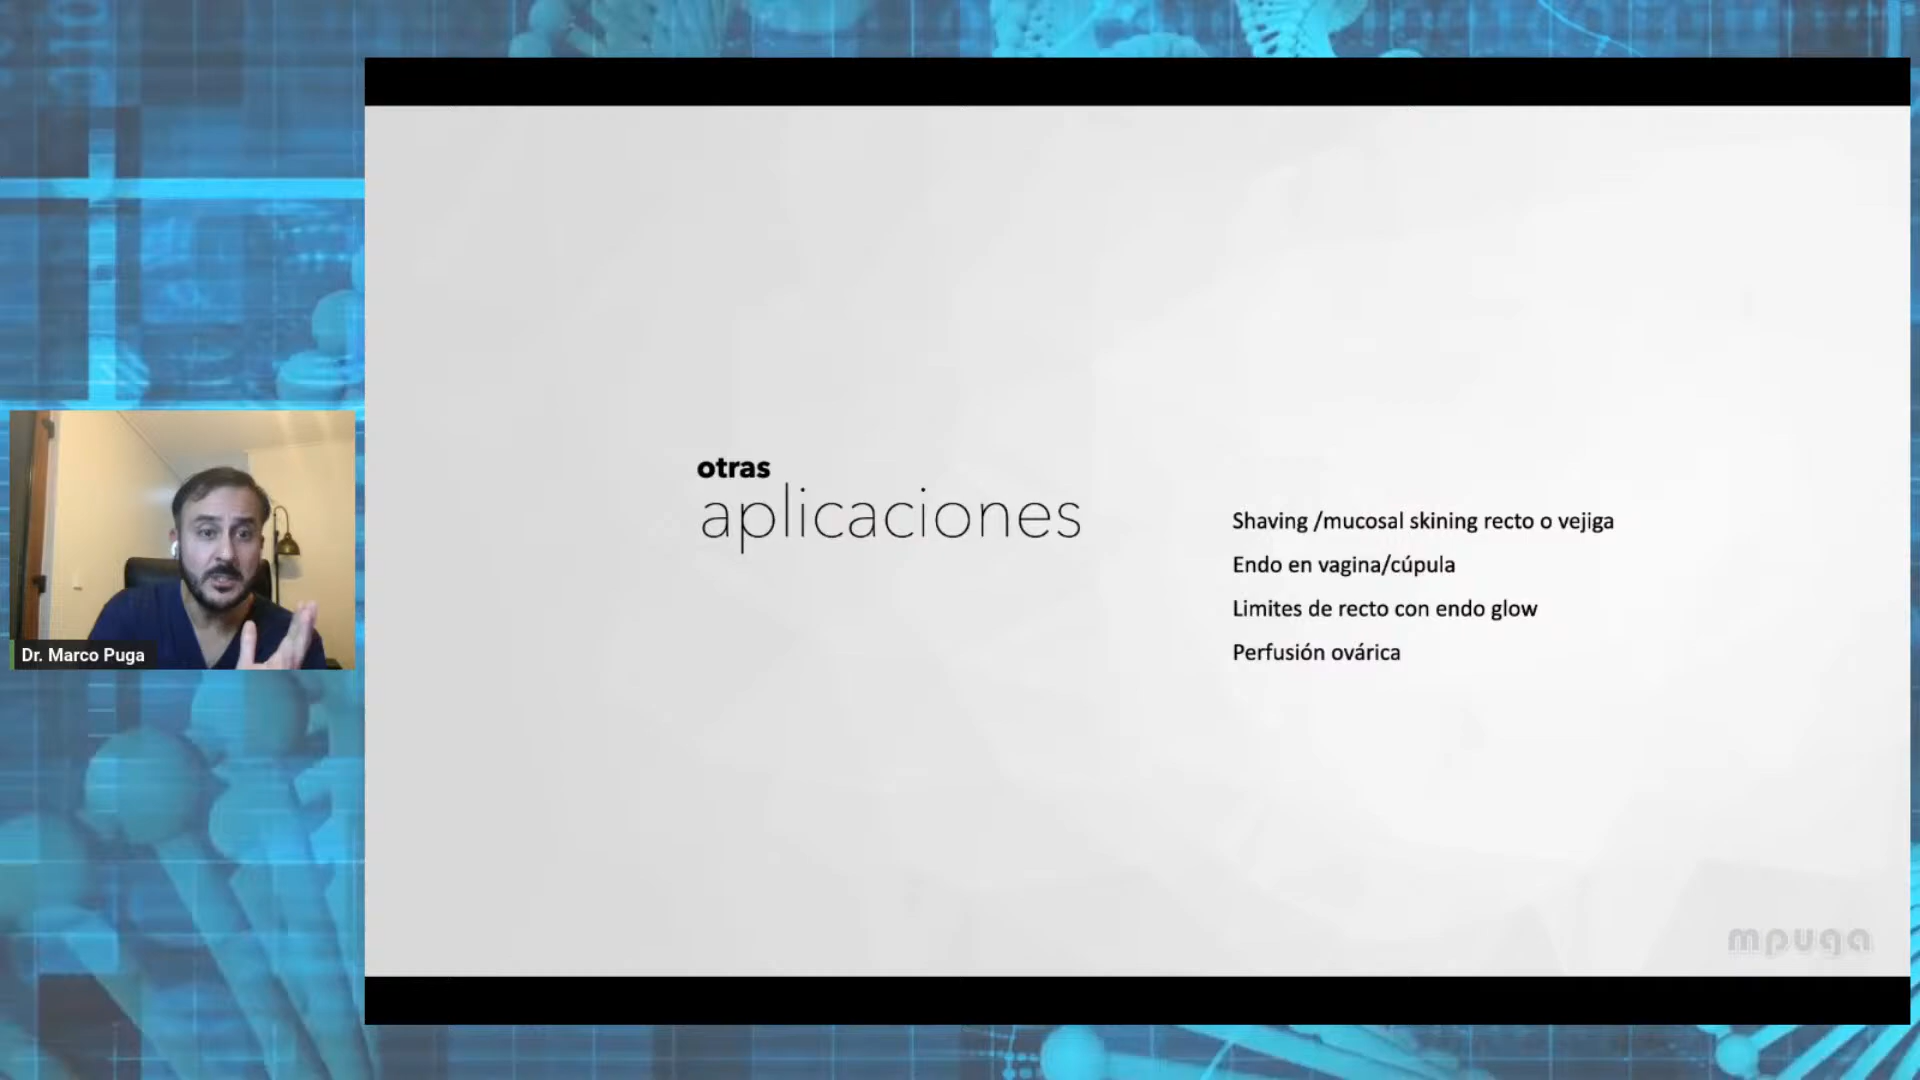 otras
aplicaciones
Shaving /mucosal skining recto o vejiga
Endo en vagina/cúpula
Limites de recto con endo glow
Perfusión ovárica
Dr. Marco Puga
mpuga